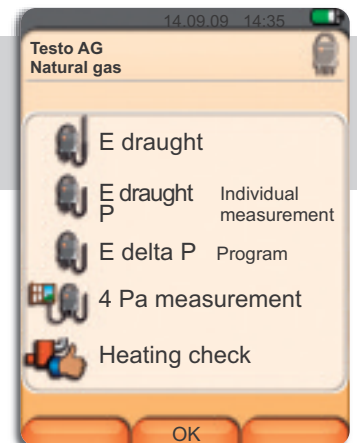 14.09.09 14:35
Testo AG
Natural gas
E draught
E draught P Individual measurement
E delta P Program
4 Pa measurement
Heating check
OK